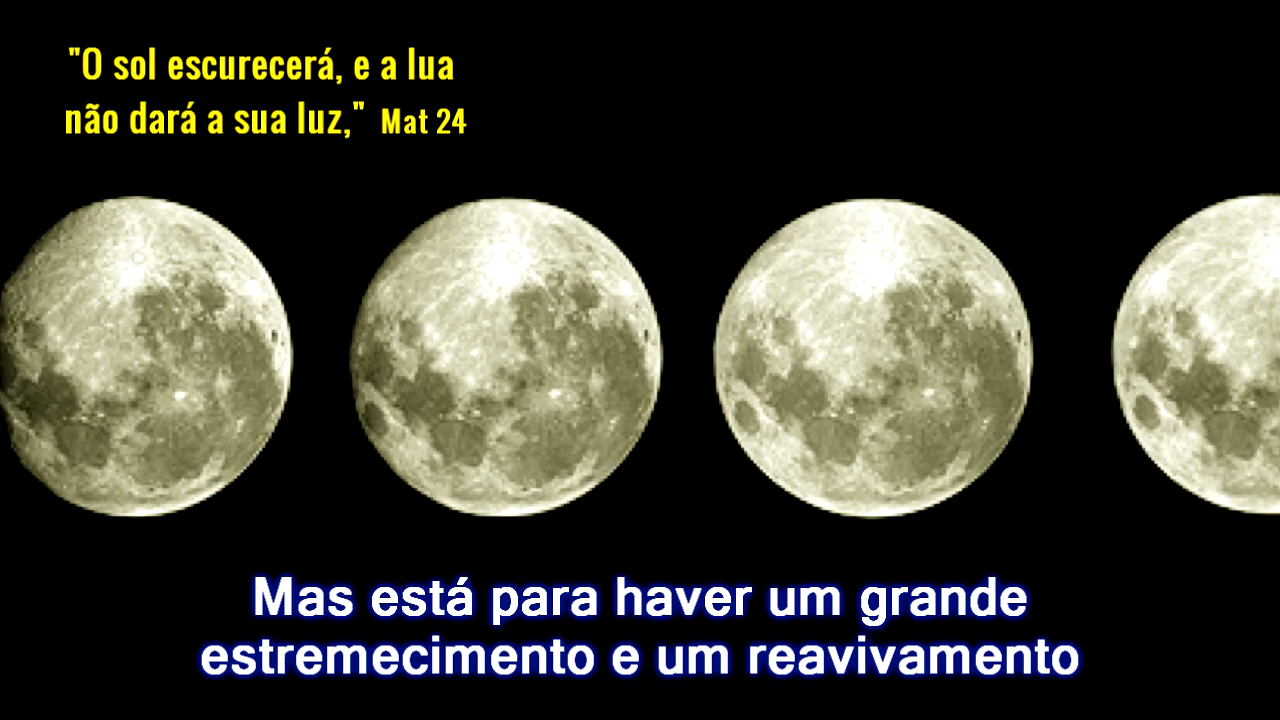 "O sol escurecerá, e a lua
não dará a sua luz," Mat 24
Mas está para haver um grande
estremecimento e um reavivamento